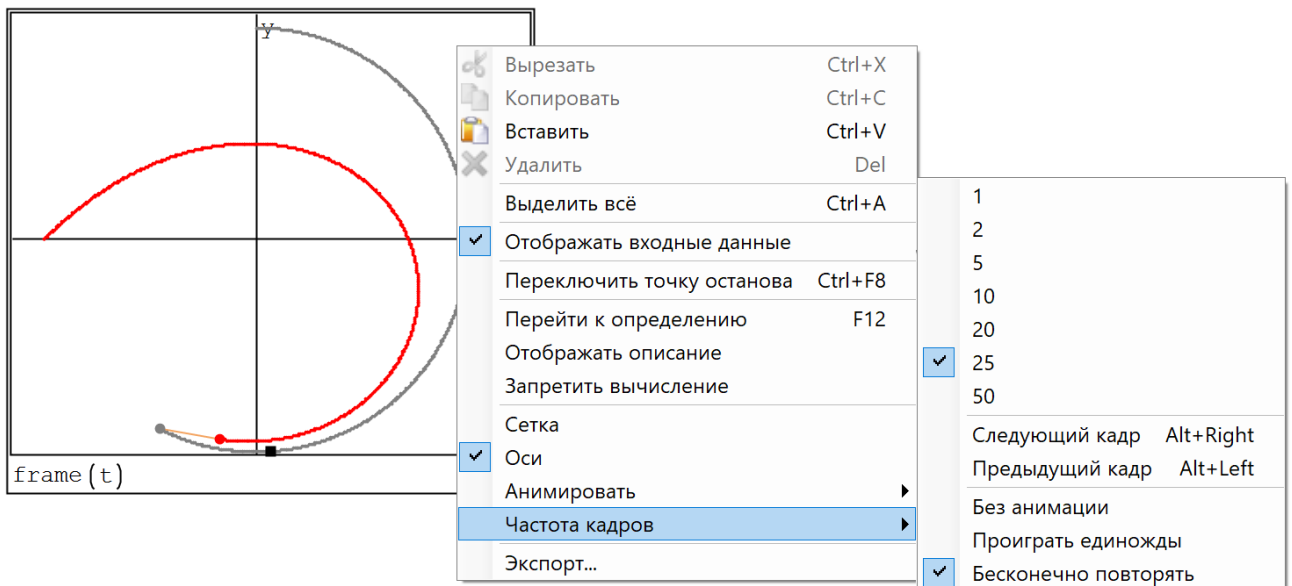 y
frame(t)
Вырезать Ctrl+X
Копировать Ctrl+C
Вставить Ctrl+V
Удалить Del
Выделить всё Ctrl+A
Отображать входные данные
Переключить точку останова Ctrl+F8
Перейти к определению F12
Отображать описание
Запретить вычисление
Сетка
Оси
Анимировать
Частота кадров
Экспорт...
1
2
5
10
20
25
50
Следующий кадр Alt+Right
Предыдущий кадр Alt+Left
Без анимации
Проиграть единожды
Бесконечно повторять